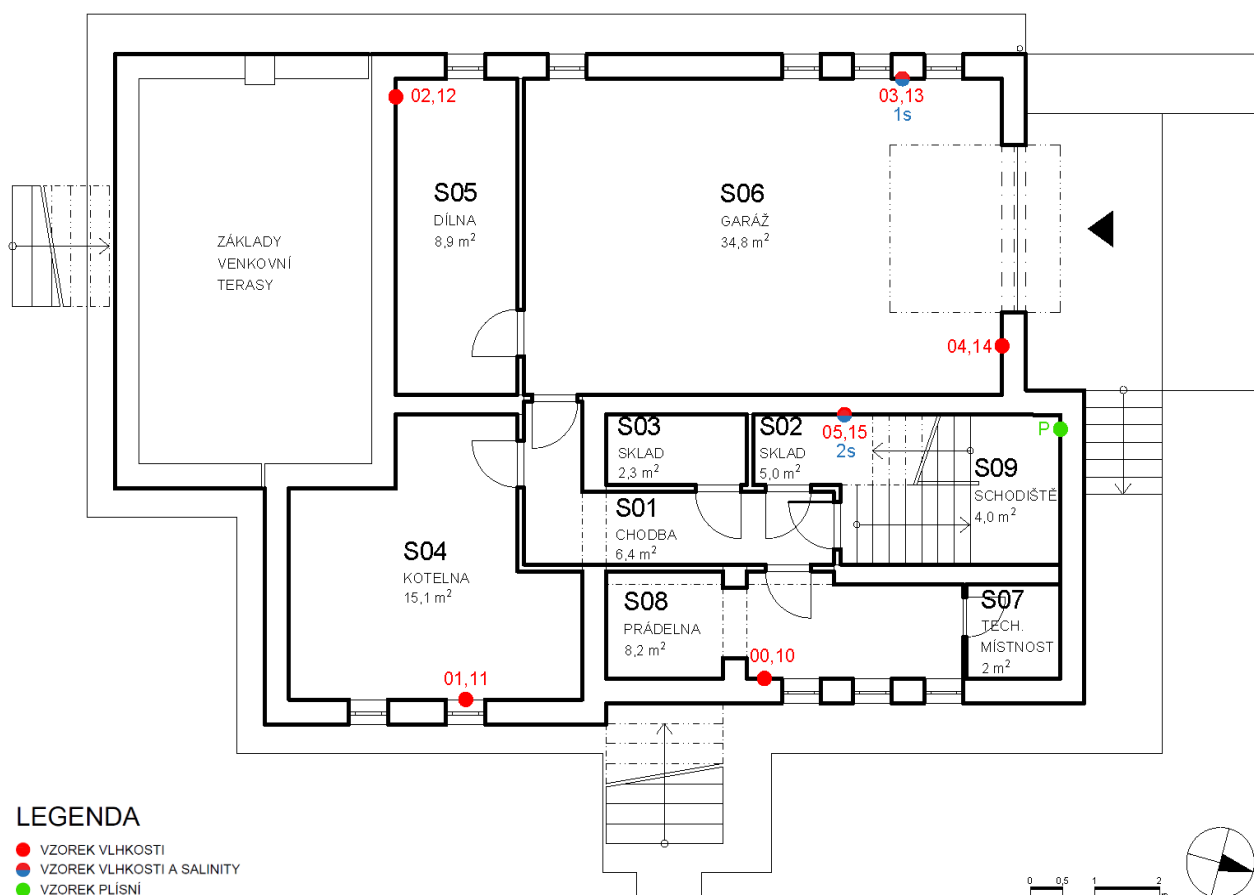 02,12
03,13
1s
S05
DÍLNA
8,9 m²
S06
GARÁŽ
34,8 m²
ZÁKLADY
VENKOVNÍ
TERASY
04,14
S03
SKLAD
2,3 m²
S02
SKLAD
5,0 m²
05,15
2s
P
S09
SCHODIŠTĚ
4,0 m²
S01
CHODBA
6,4 m²
S04
KOTELNA
15,1 m²
S08
PRÁDELNA
8,2 m²
S07
TECH.
MÍSTNOST
2 m²
00,10
01,11
LEGENDA
VZOREK VLHKOSTI
VZOREK VLHKOSTI A SALINITY
VZOREK PLÍSNÍ
0 0,5 1 2